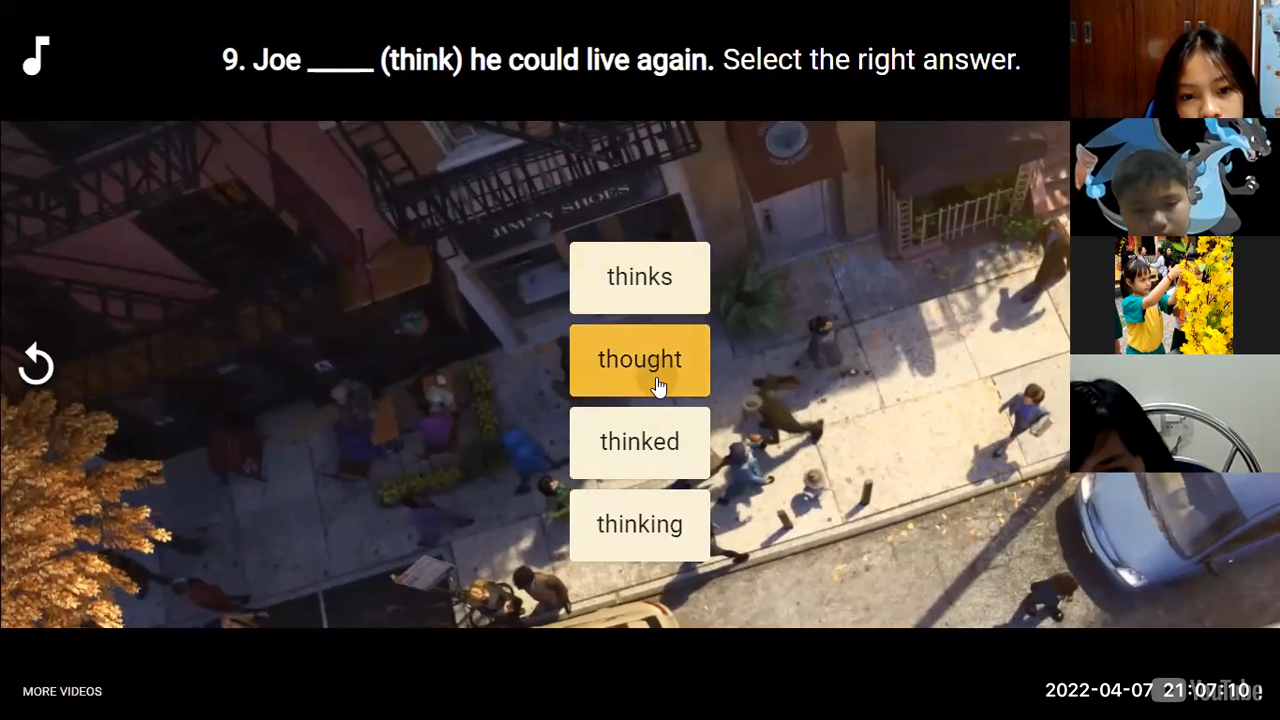 9. Joe _____ (think) he could live again. Select the right answer.
JIMMY SHOES
thinks
thought
thinked
thinking
MORE VIDEOS
2022-04-07 21:07:10
YouTube